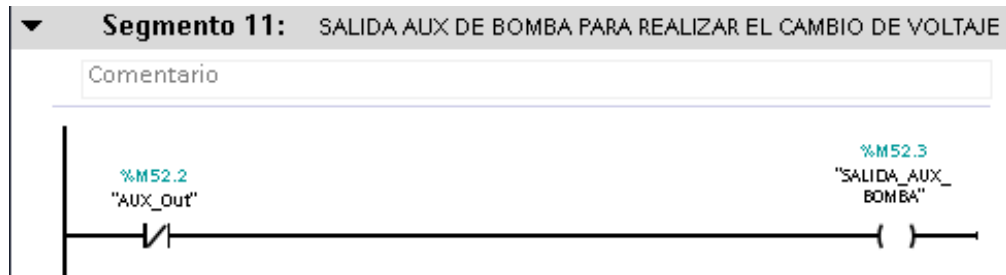 Segmento 11: SALIDA AUX DE BOMBA PARA REALIZAR EL CAMBIO DE VOLTAJE
Comentario
%M52.2
"AUX_Out"
%M52.3
"SALIDA_AUX_
BOMBA"